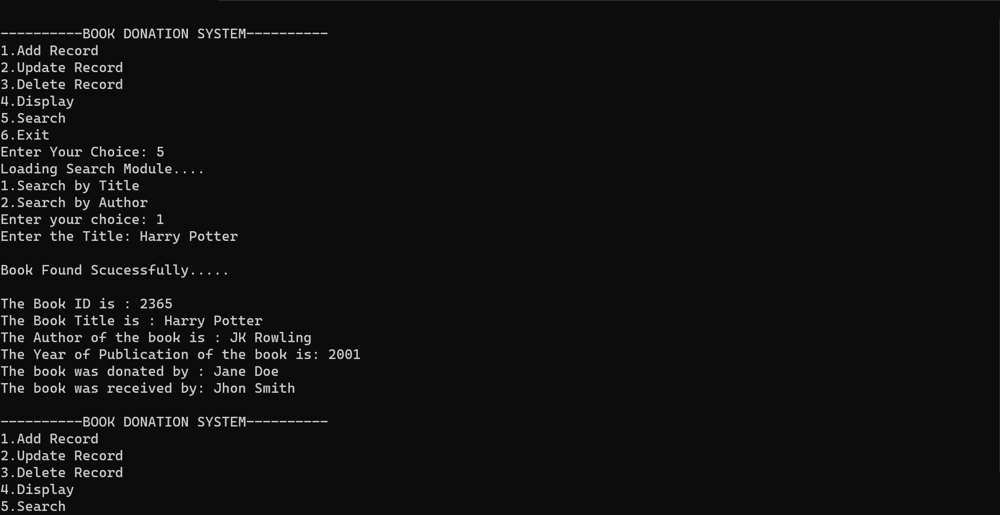 ----------BOOK DONATION SYSTEM----------
1.Add Record
2.Update Record
3.Delete Record
4.Display
5.Search
6.Exit
Enter Your Choice: 5
Loading Search Module....
1.Search by Title
2.Search by Author
Enter your choice: 1
Enter the Title: Harry Potter
Book Found Scucessfully.....
The Book ID is : 2365
The Book Title is : Harry Potter
The Author of the book is : JK Rowling
The Year of Publication of the book is: 2001
The book was donated by : Jane Doe
The book was received by: Jhon Smith
----------BOOK DONATION SYSTEM----------
1.Add Record
2.Update Record
3.Delete Record
4.Display
5.Search